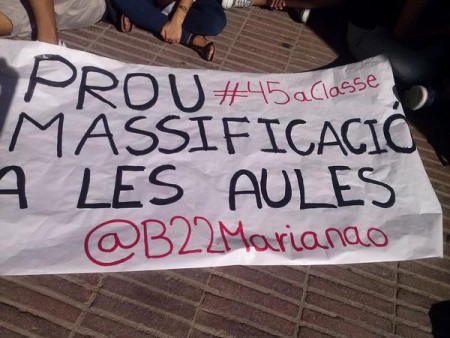 PROU #45aClasse
MASSIFICACIÓ
A LES AULES
@B22Marianao